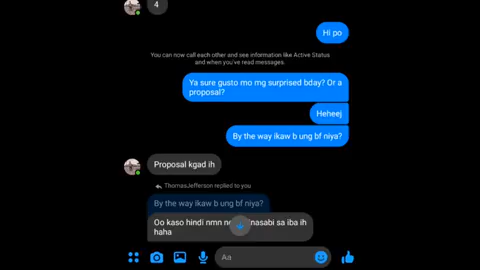 4
Hi po
You can now call each other and see information like Active Status
and when you've read messages.
Ya sure gusto mo mg surprised bday? Or a
proposal?
Heheej
By the way ikaw b ung bf niya?
Proposal kgad ih
ThomasJefferson replied to you
By the way ikaw b ung bf niya?
Oo kaso hindi nmn nasabi sa iba ih
haha
Aa